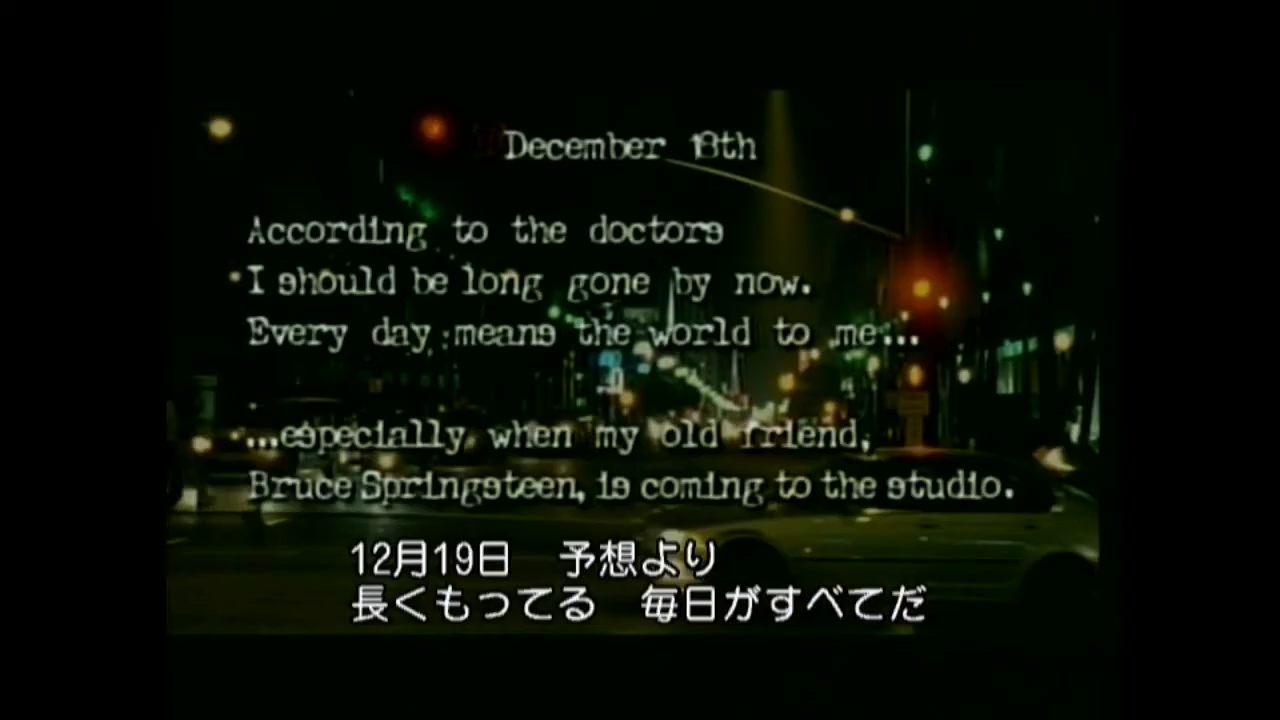 December 18th
According to the doctors
I should be long gone by now.
Every day means the world to me...
...especially when my old friend,
Bruce Springsteen, is coming to the studio.
12月19日 予想より
長くもってる 毎日がすべてだ